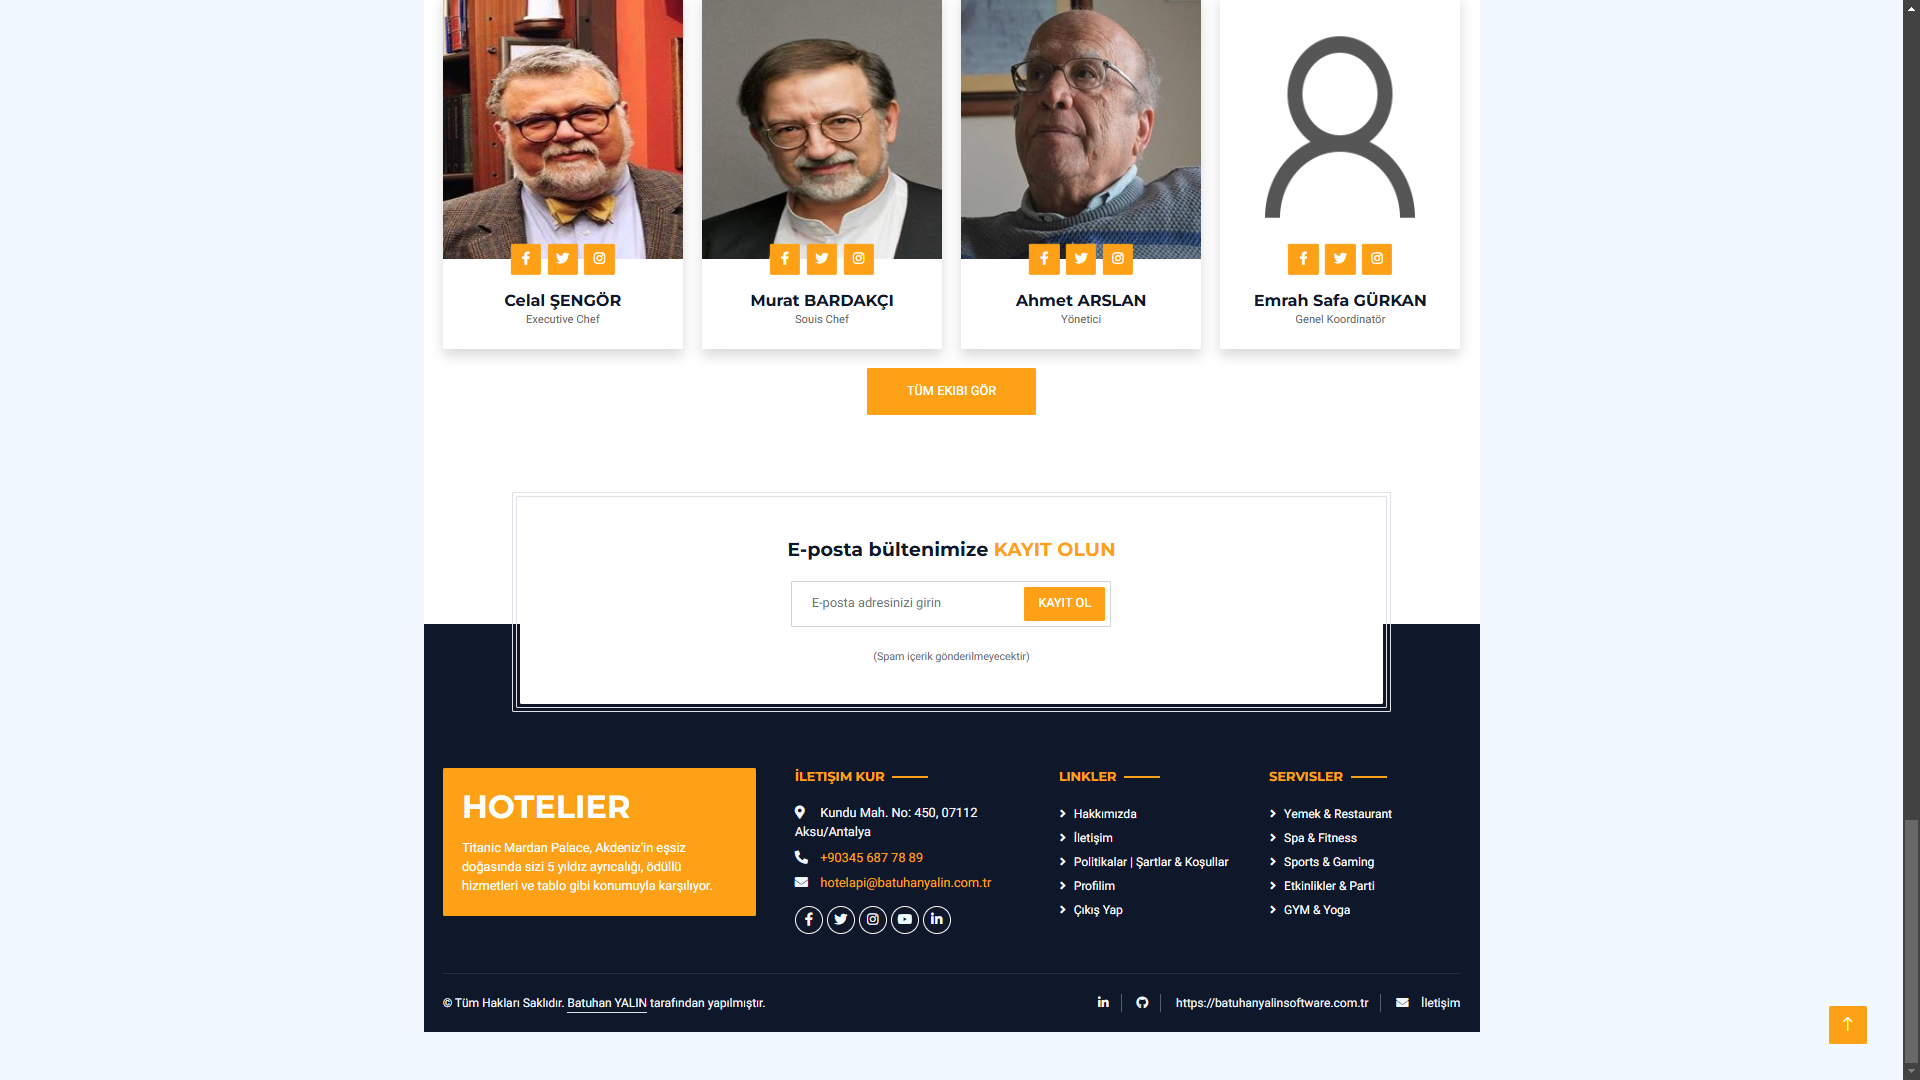 Celal ŞENGÖR
Executive Chef
Murat BARDAKÇI
Souis Chef
Ahmet ARSLAN
Yönetici
Emrah Safa GÜRKAN
Genel Koordinatör
TÜM EKIBI GÖR
E-posta bültenimize KAYIT OLUN
E-posta adresinizi girin
KAYIT OL
(Spam içerik gönderilmeyecektir)
HOTELIER
Titanic Mardan Palace, Akdeniz'in eşsiz
doğasında sizi 5 yıldız ayrıcalığı, ödüllü
hizmetleri ve tablo gibi konumuyla karşılıyor.
İLETIŞIM KUR
Kundu Mah. No: 450, 07112
Aksu/Antalya
+90345 687 78 89
hotelapi@batuhanyalin.com.tr
LINKLER
Hakkımızda
İletişim
Politikalar | Şartlar & Koşullar
Profilim
Çıkış Yap
SERVISLER
Yemek & Restaurant
Spa & Fitness
Sports & Gaming
Etkinlikler & Parti
GYM & Yoga
© Tüm Hakları Saklıdır. Batuhan YALIN tarafından yapılmıştır.
https://batuhanyalinsoftware.com.tr
İletişim